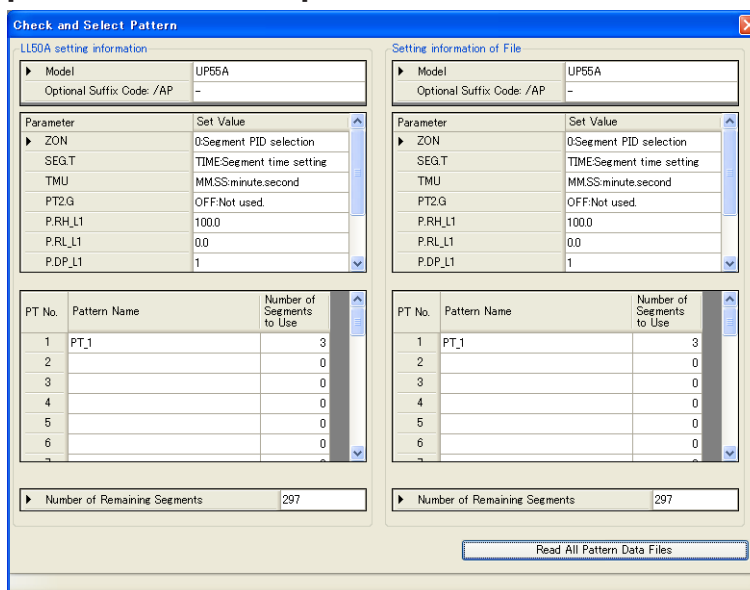 Check and Select Pattern
LL50A setting information
Model UP55A
Optional Suffix Code: /AP -
Parameter Set Value
ZON 0:Segment PID selection
SEG.T TIME:Segment time setting
TMU MM.SS:minute.second
PT2.G OFF:Not used.
P.RH_L1 100.0
P.RL_L1 0.0
P.DP_L1 1
PT No. Pattern Name Number of Segments to Use
1 PT_1 3
2 0
3 0
4 0
5 0
6 0
Number of Remaining Segments 297
Setting information of File
Model UP55A
Optional Suffix Code: /AP -
Parameter Set Value
ZON 0:Segment PID selection
SEG.T TIME:Segment time setting
TMU MM.SS:minute.second
PT2.G OFF:Not used.
P.RH_L1 100.0
P.RL_L1 0.0
P.DP_L1 1
PT No. Pattern Name Number of Segments to Use
1 PT_1 3
2 0
3 0
4 0
5 0
6 0
Number of Remaining Segments 297
Read All Pattern Data Files